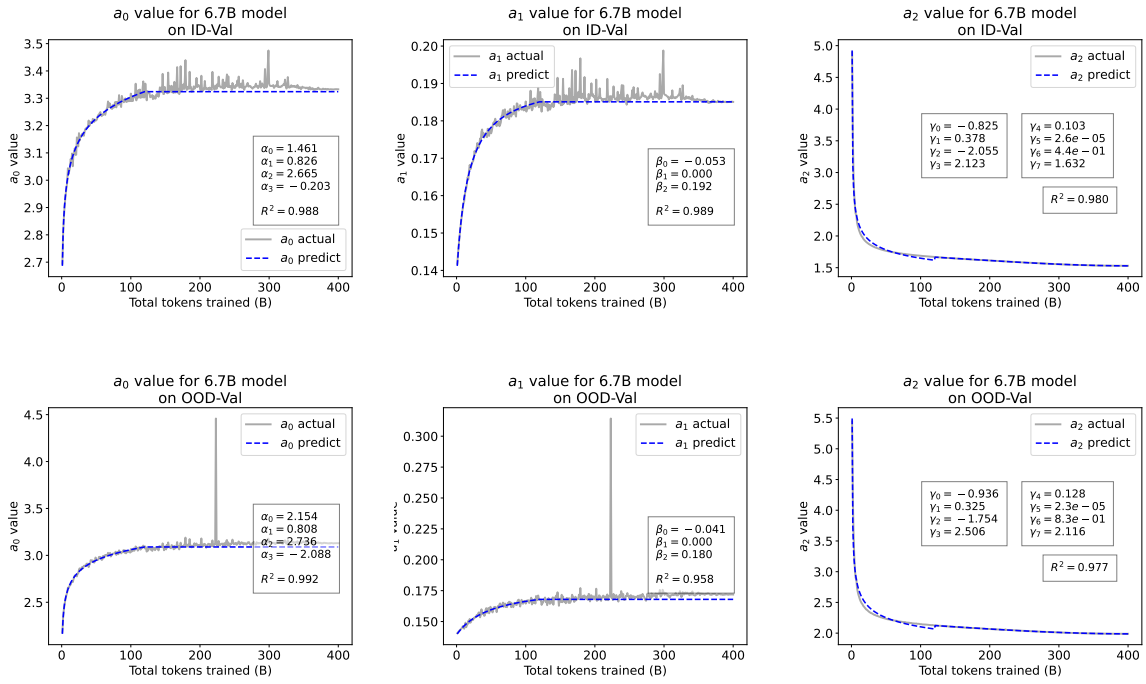 a₀ value for 6.7B model
on ID-Val
a₀ value
3.5
3.4
3.3
3.2
3.1
3.0
2.9
2.8
2.7
α₀ = 1.461
α₁ = 0.826
α₂ = 2.665
α₃ = −0.203
R² = 0.988
a₀ actual
a₀ predict
0
100
200
300
400
Total tokens trained (B)
a₁ value for 6.7B model
on ID-Val
a₁ value
0.20
0.19
0.18
0.17
0.16
0.15
0.14
a₁ actual
a₁ predict
β₀ = −0.053
β₁ = 0.000
β₂ = 0.192
R² = 0.989
0
100
200
300
400
Total tokens trained (B)
a₂ value for 6.7B model
on ID-Val
a₂ value
5.0
4.5
4.0
3.5
3.0
2.5
2.0
1.5
a₂ actual
a₂ predict
γ₀ = −0.825
γ₁ = 0.378
γ₂ = −2.055
γ₃ = 2.123
γ₄ = 0.103
γ₅ = 2.6e−05
γ₆ = 4.4e−01
γ₇ = 1.632
R² = 0.980
0
100
200
300
400
Total tokens trained (B)
a₀ value for 6.7B model
on OOD-Val
a₀ value
4.5
4.0
3.5
3.0
2.5
a₀ actual
a₀ predict
α₀ = 2.154
α₁ = 0.808
α₂ = 2.736
α₃ = −2.088
R² = 0.992
0
100
200
300
400
Total tokens trained (B)
a₁ value for 6.7B model
on OOD-Val
a₁ value
0.300
0.275
0.250
0.225
0.200
0.175
0.150
a₁ actual
a₁ predict
β₀ = −0.041
β₁ = 0.000
β₂ = 0.180
R² = 0.958
0
100
200
300
400
Total tokens trained (B)
a₂ value for 6.7B model
on OOD-Val
a₂ value
5.5
5.0
4.5
4.0
3.5
3.0
2.5
2.0
a₂ actual
a₂ predict
γ₀ = −0.936
γ₁ = 0.325
γ₂ = −1.754
γ₃ = 2.506
γ₄ = 0.128
γ₅ = 2.3e−05
γ₆ = 8.3e−01
γ₇ = 2.116
R² = 0.977
0
100
200
300
400
Total tokens trained (B)